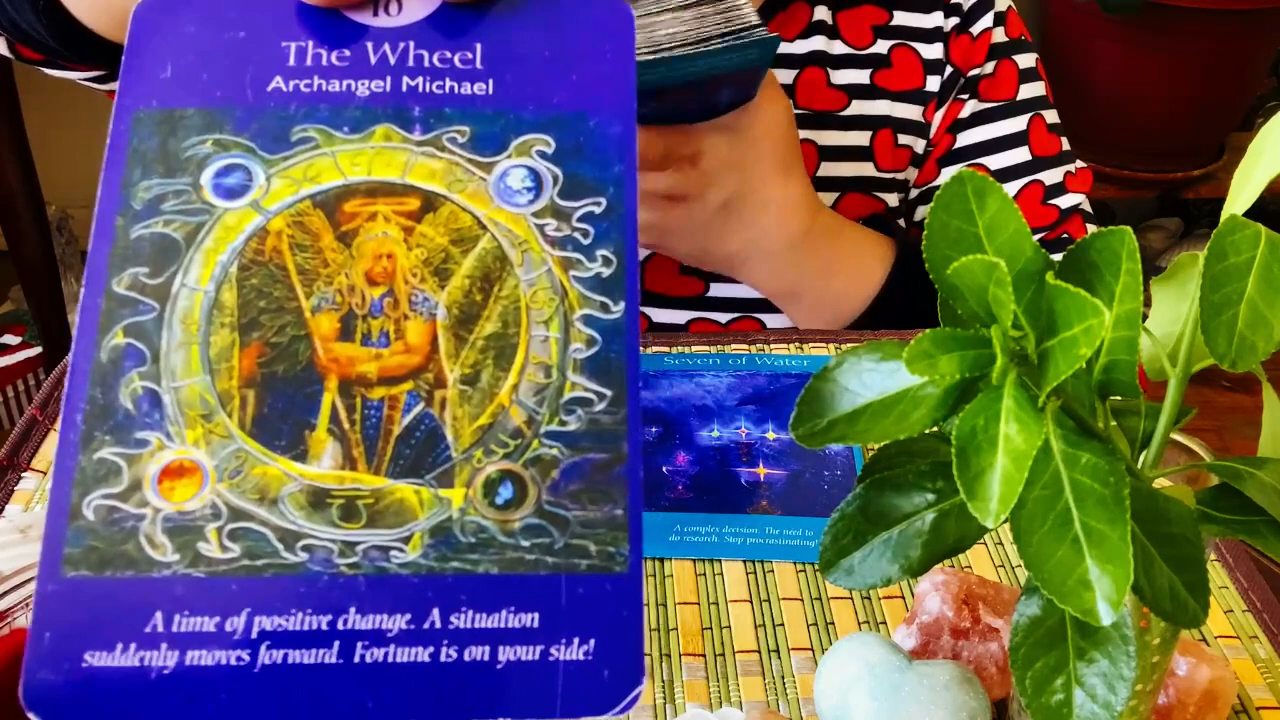 10
The Wheel
Archangel Michael
A time of positive change. A situation
suddenly moves forward. Fortune is on your side!
Seven of Water
A complex decision. The need to
do research. Stop procrastinating!